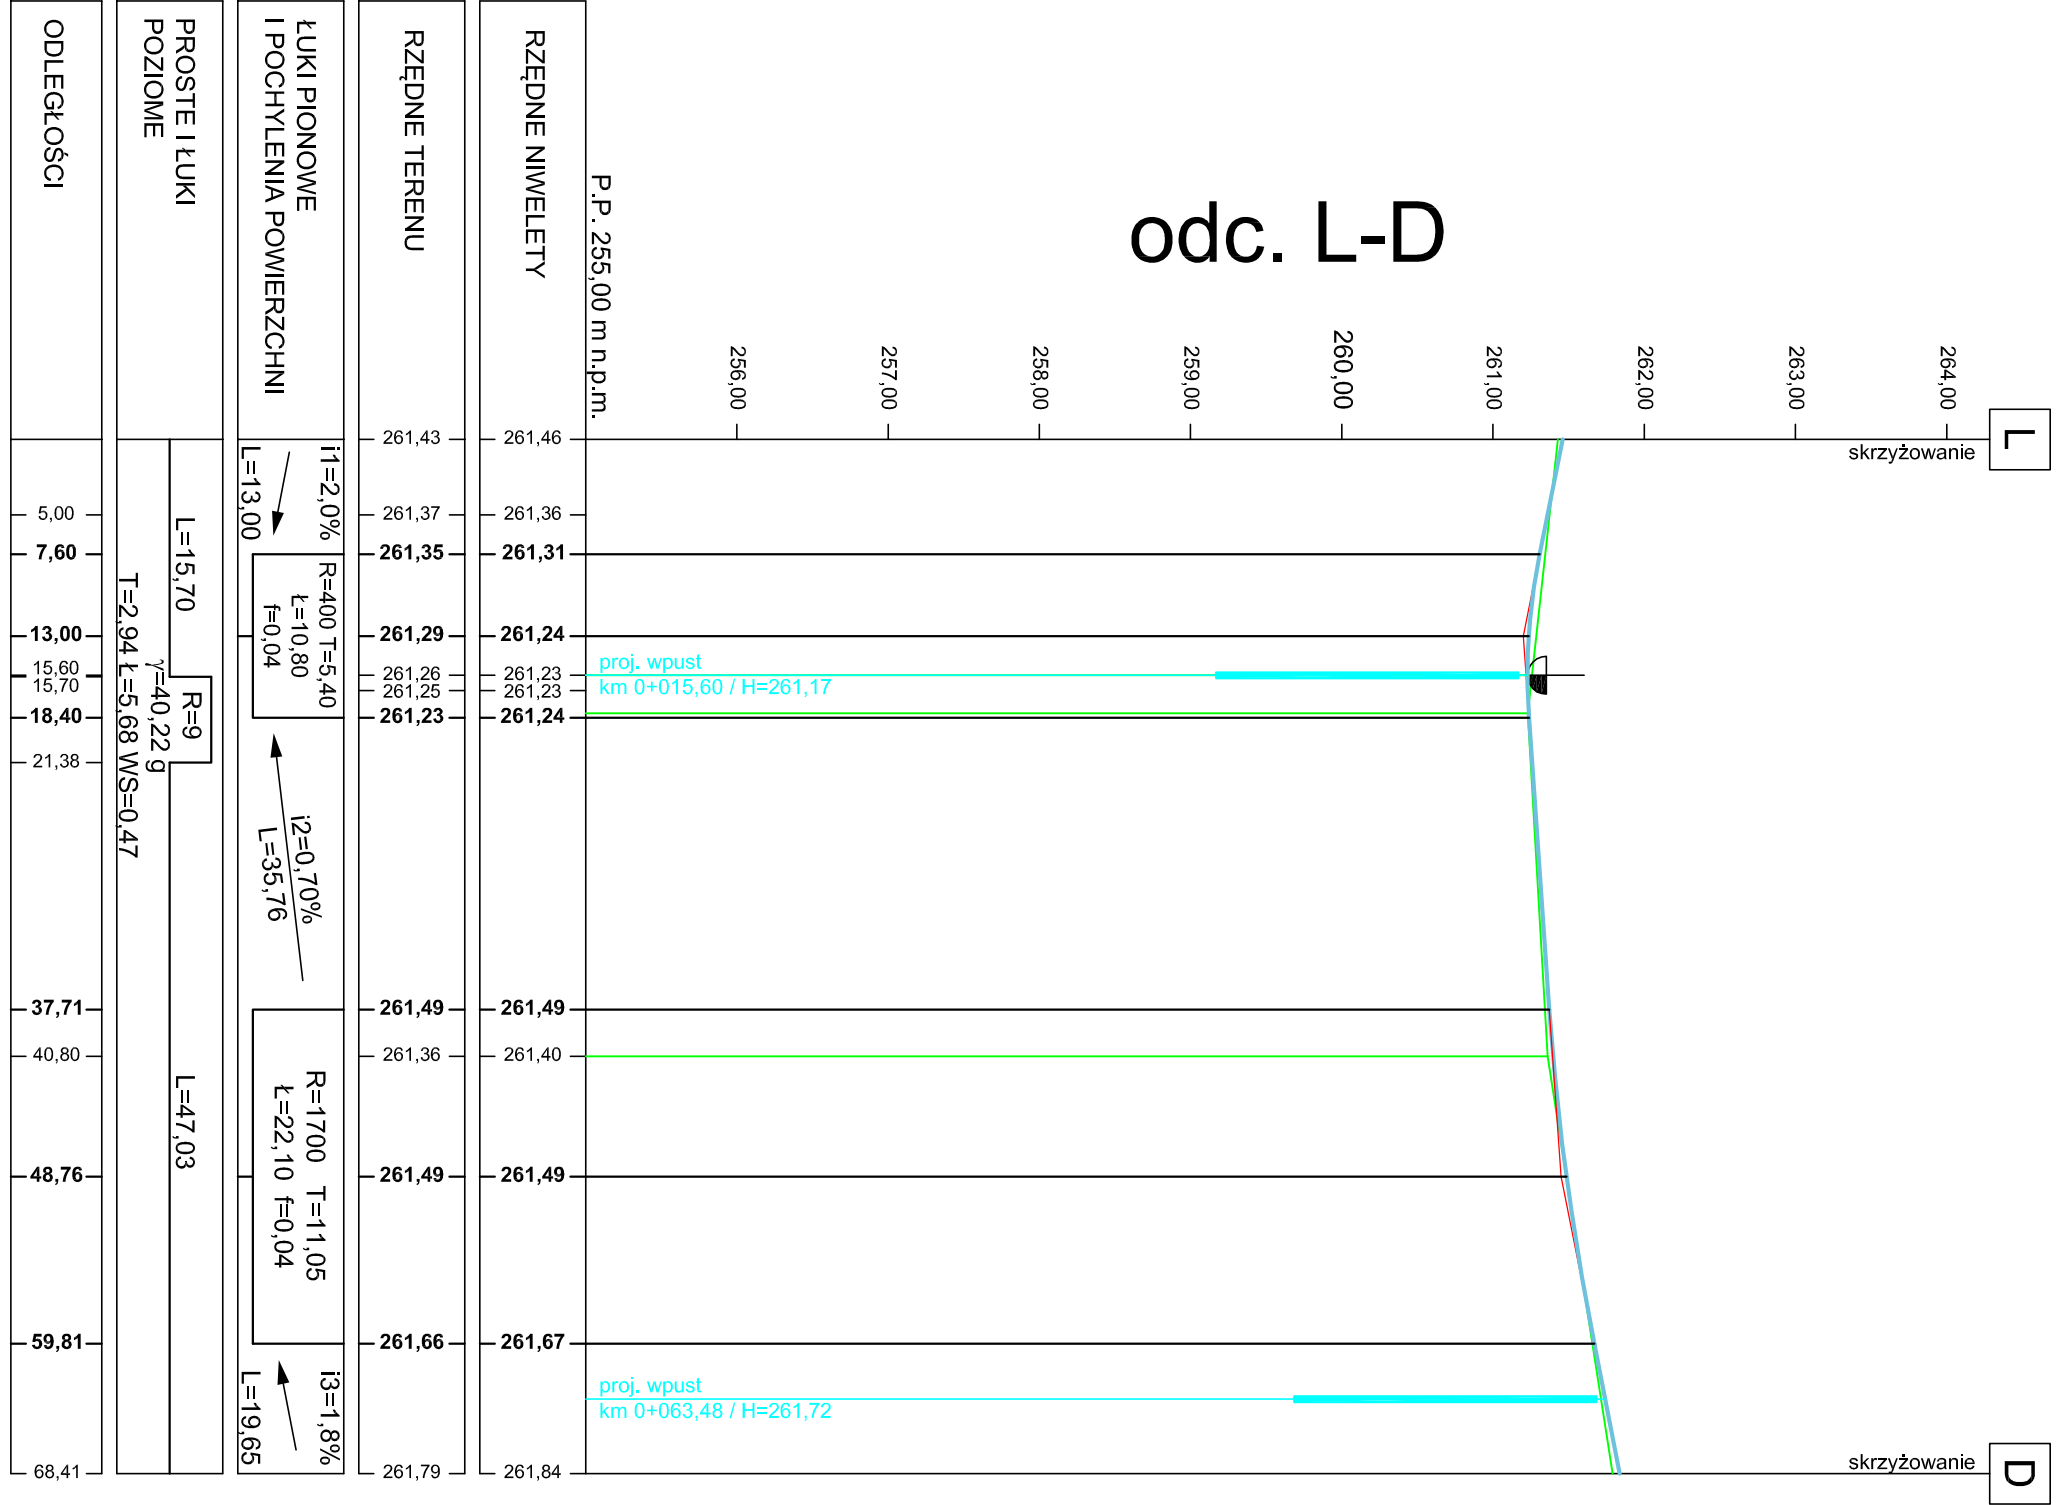 odc. L-D
L
D
skrzyżowanie
skrzyżowanie
264,00
263,00
262,00
261,00
260,00
259,00
258,00
257,00
256,00
P.P. 255,00 m n.p.m.
proj. wpust
km 0+015,60 / H=261,17
proj. wpust
km 0+063,48 / H=261,72
RZĘDNE NIWELETY
261,46
261,36
261,31
261,24
261,23
261,23
261,24
261,49
261,40
261,49
261,67
261,84
RZĘDNE TERENU
261,43
261,37
261,35
261,29
261,26
261,25
261,23
261,49
261,36
261,49
261,66
261,79
ŁUKI PIONOWE
I POCHYLENIA POWIERZCHNI
i1=2,0%
L=13,00
R=400 T=5,40
Ł=10,80
f=0,04
i2=0,70%
L=35,76
R=1700 T=11,05
Ł=22,10 f=0,04
i3=1,8%
L=19,65
PROSTE I ŁUKI
POZIOME
L=15,70
R=9
γ=40,22 g
T=2,94 Ł=5,68 WS=0,47
L=47,03
ODLEGŁOŚCI
5,00
7,60
13,00
15,60
15,70
18,40
21,38
37,71
40,80
48,76
59,81
68,41